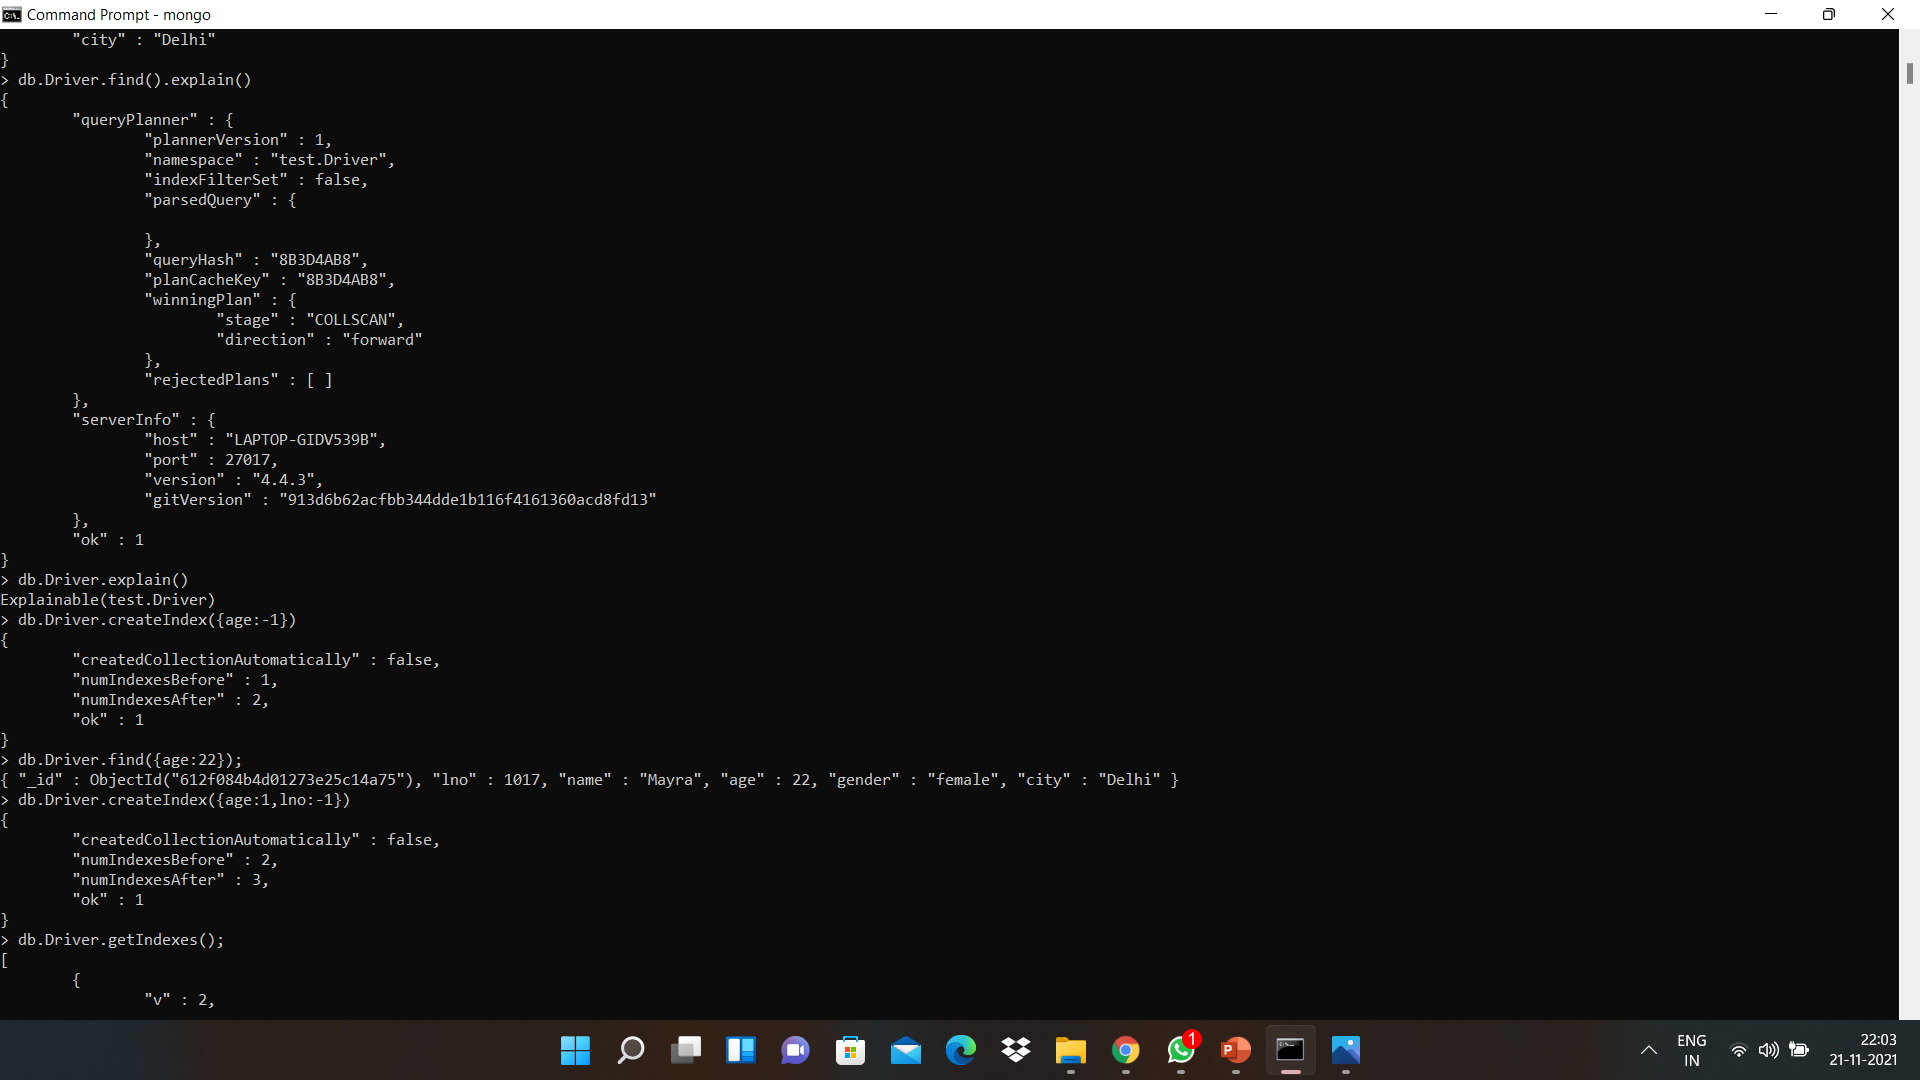 Command Prompt - mongo
        "city" : "Delhi"
}
> db.Driver.find().explain()
{
        "queryPlanner" : {
                "plannerVersion" : 1,
                "namespace" : "test.Driver",
                "indexFilterSet" : false,
                "parsedQuery" : {

                },
                "queryHash" : "8B3D4AB8",
                "planCacheKey" : "8B3D4AB8",
                "winningPlan" : {
                        "stage" : "COLLSCAN",
                        "direction" : "forward"
                },
                "rejectedPlans" : [ ]
        },
        "serverInfo" : {
                "host" : "LAPTOP-GIDV539B",
                "port" : 27017,
                "version" : "4.4.3",
                "gitVersion" : "913d6b62acfbb344dde1b116f4161360acd8fd13"
        },
        "ok" : 1
}
> db.Driver.explain()
Explainable(test.Driver)
> db.Driver.createIndex({age:-1})
{
        "createdCollectionAutomatically" : false,
        "numIndexesBefore" : 1,
        "numIndexesAfter" : 2,
        "ok" : 1
}
> db.Driver.find({age:22});
{ "_id" : ObjectId("612f084b4d01273e25c14a75"), "lno" : 1017, "name" : "Mayra", "age" : 22, "gender" : "female", "city" : "Delhi" }
> db.Driver.createIndex({age:1,lno:-1})
{
        "createdCollectionAutomatically" : false,
        "numIndexesBefore" : 2,
        "numIndexesAfter" : 3,
        "ok" : 1
}
> db.Driver.getIndexes();
[
        {
                "v" : 2,
1
ENG
IN
22:03
21-11-2021